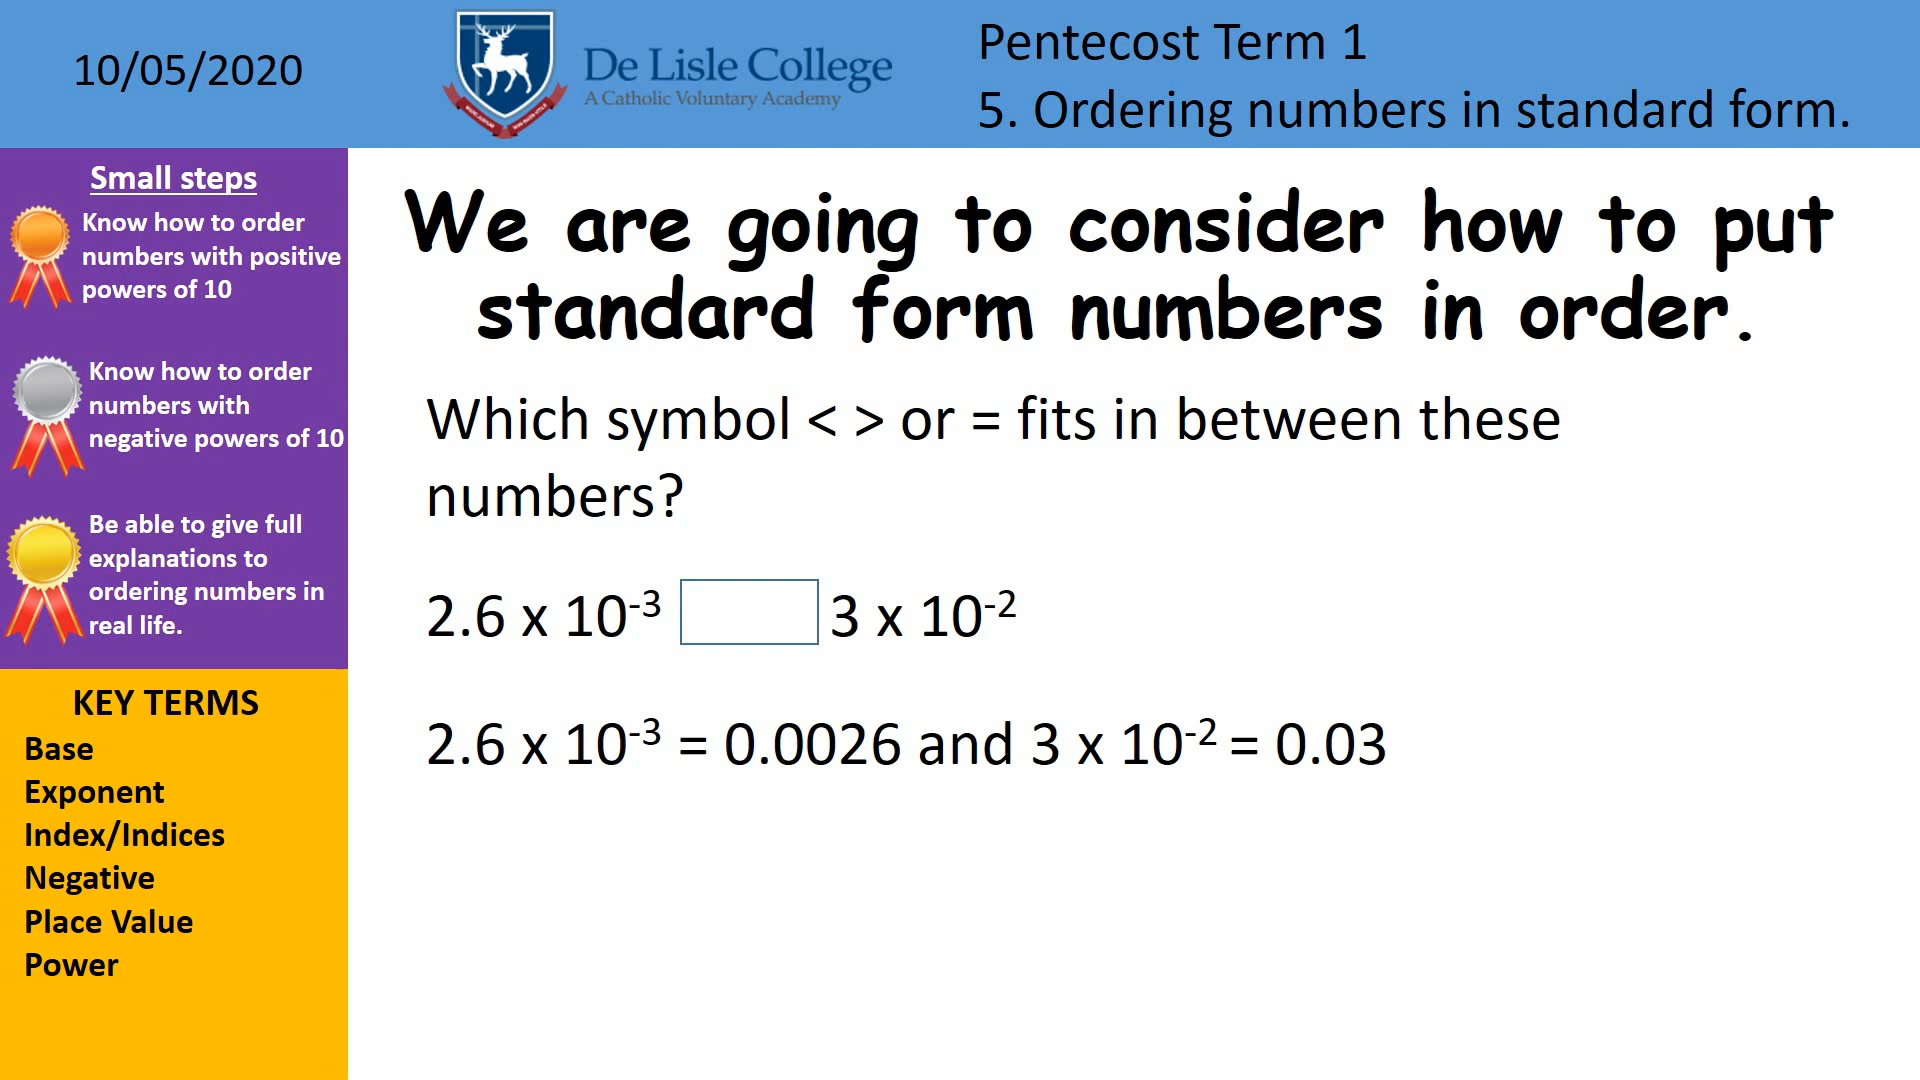 10/05/2020
De Lisle College
A Catholic Voluntary Academy
Pentecost Term 1
5. Ordering numbers in standard form.
Small steps
Know how to order
numbers with positive
powers of 10
Know how to order
numbers with
negative powers of 10
Be able to give full
explanations to
ordering numbers in
real life.
KEY TERMS
Base
Exponent
Index/Indices
Negative
Place Value
Power
We are going to consider how to put
standard form numbers in order.
Which symbol < > or = fits in between these
numbers?
2.6 x 10⁻³ 3 x 10⁻²
2.6 x 10⁻³ = 0.0026 and 3 x 10⁻² = 0.03